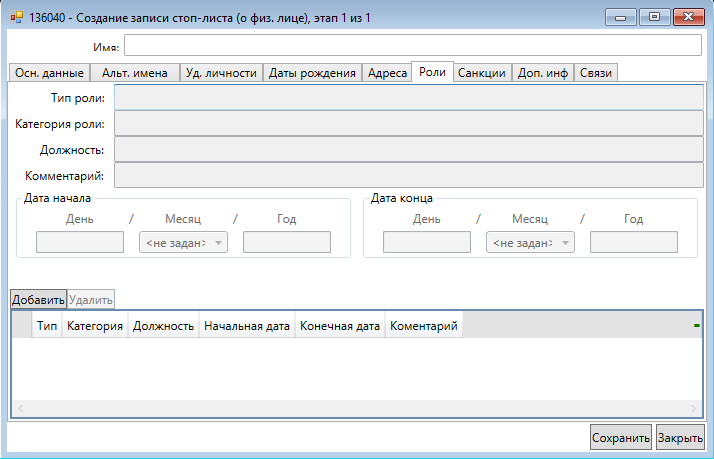 136040 - Создание записи стоп-листа (о физ. лице), этап 1 из 1
Имя:
Осн. данные Альт. имена Уд. личности Даты рождения Адреса Роли Санкции Доп. инф Связи
Тип роли:
Категория роли:
Должность:
Комментарий:
Дата начала Дата конца
День / Месяц / Год День / Месяц / Год
<не задан> <не задан>
Добавить Удалить
Тип Категория Должность Начальная дата Конечная дата Коментарий
Сохранить Закрыть